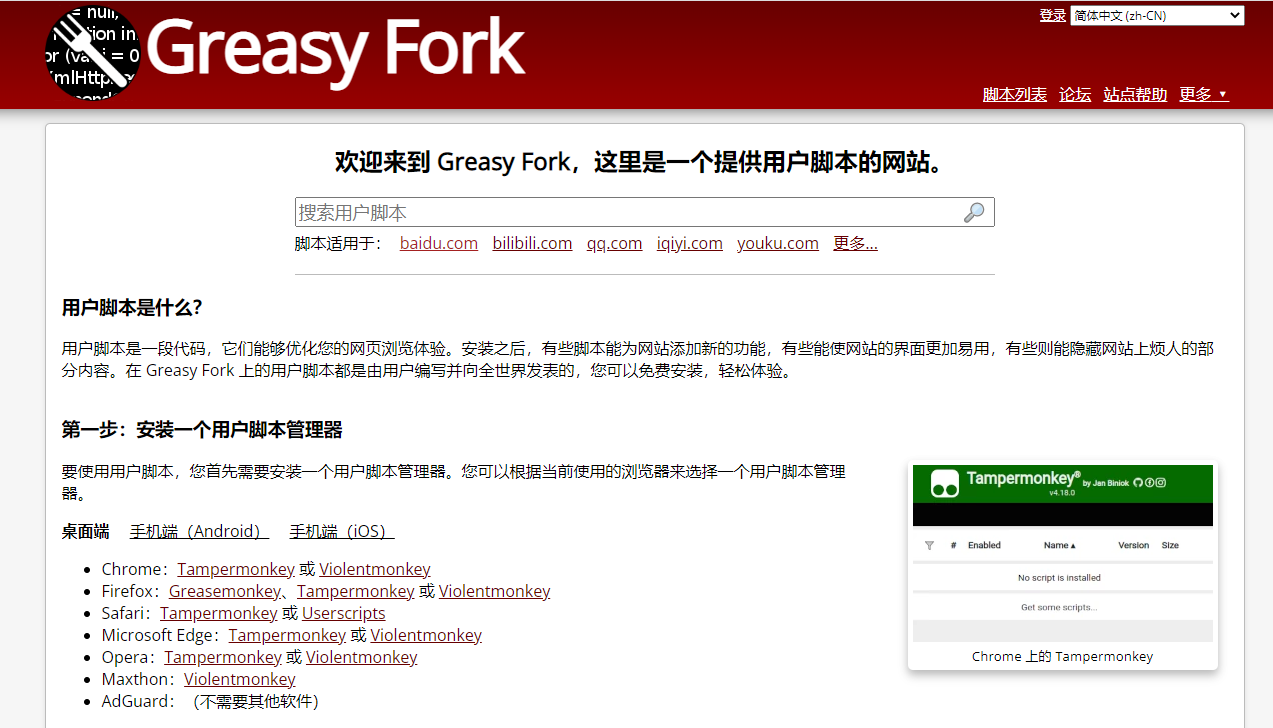 = null,
ction in
or (var i = 0
XmlHttp
Greasy Fork
登录 简体中文 (zh-CN)
脚本列表 论坛 站点帮助 更多 ▼
欢迎来到 Greasy Fork，这里是一个提供用户脚本的网站。
搜索用户脚本
脚本适用于： baidu.com bilibili.com qq.com iqiyi.com youku.com 更多...
用户脚本是什么？
用户脚本是一段代码，它们能够优化您的网页浏览体验。安装之后，有些脚本能为网站添加新的功能，有些能使网站的界面更加易用，有些则能隐藏网站上烦人的部
分内容。在 Greasy Fork 上的用户脚本都是由用户编写并向全世界发表的，您可以免费安装，轻松体验。
第一步：安装一个用户脚本管理器
要使用用户脚本，您首先需要安装一个用户脚本管理器。您可以根据当前使用的浏览器来选择一个用户脚本管理
器。
桌面端 手机端（Android） 手机端（iOS）
Chrome：Tampermonkey 或 Violentmonkey
Firefox：Greasemonkey、Tampermonkey 或 Violentmonkey
Safari：Tampermonkey 或 Userscripts
Microsoft Edge：Tampermonkey 或 Violentmonkey
Opera：Tampermonkey 或 Violentmonkey
Maxthon：Violentmonkey
AdGuard：（不需要其他软件）
Tampermonkey® by Jan Biniok
v4.18.0
# Enabled Name ▴ Version Size
No script is installed
Get some scripts...
Chrome 上的 Tampermonkey